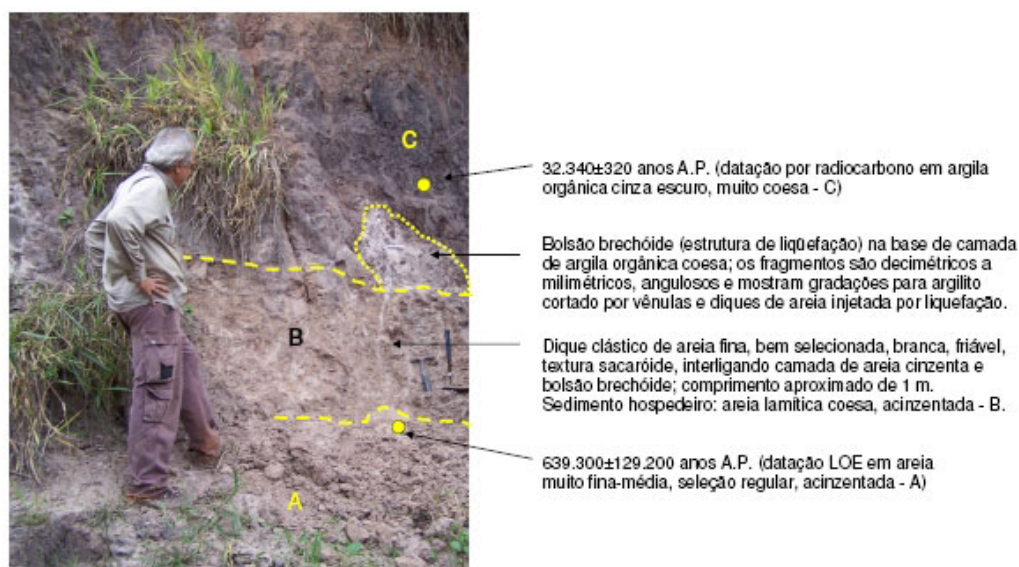 C
B
A
32.340±320 anos A.P. (datação por radiocarbono em argila
orgânica cinza escuro, muito coesa - C)
Bolsão brechóide (estrutura de liqüefação) na base de camada
de argila orgânica coesa; os fragmentos são decimétricos a
milimétricos, angulosos e mostram gradações para argilito
cortado por vênulas e diques de areia injetada por liquefação.
Dique clástico de areia fina, bem selecionada, branca, friável,
textura sacaróide, interligando camada de areia cinzenta e
bolsão brechóide; comprimento aproximado de 1 m.
Sedimento hospedeiro: areia lamítica coesa, acinzentada - B.
639.300±129.200 anos A.P. (datação LOE em areia
muito fina-média, seleção regular, acinzentada - A)